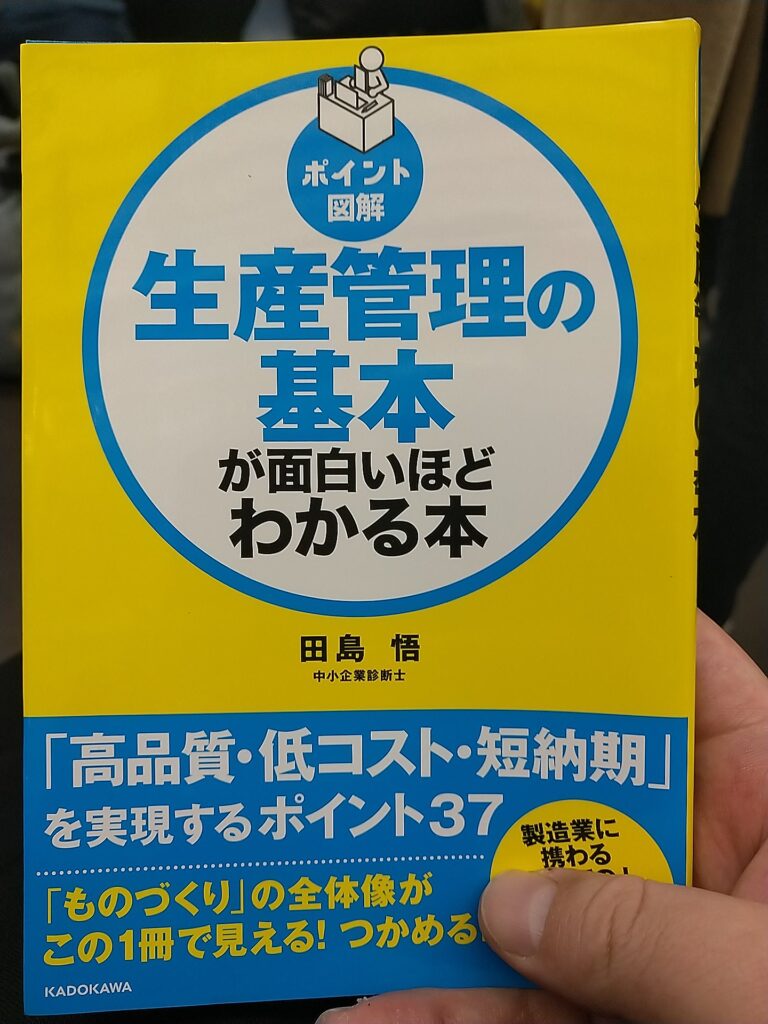 ポイント
図解
生産管理の
基本
が面白いほど
わかる本
田島 悟
中小企業診断士
「高品質・低コスト・短納期」
を実現するポイント37
製造業に
携わる
「ものづくり」の全体像が
この1冊で見える! つかめる
KADOKAWA